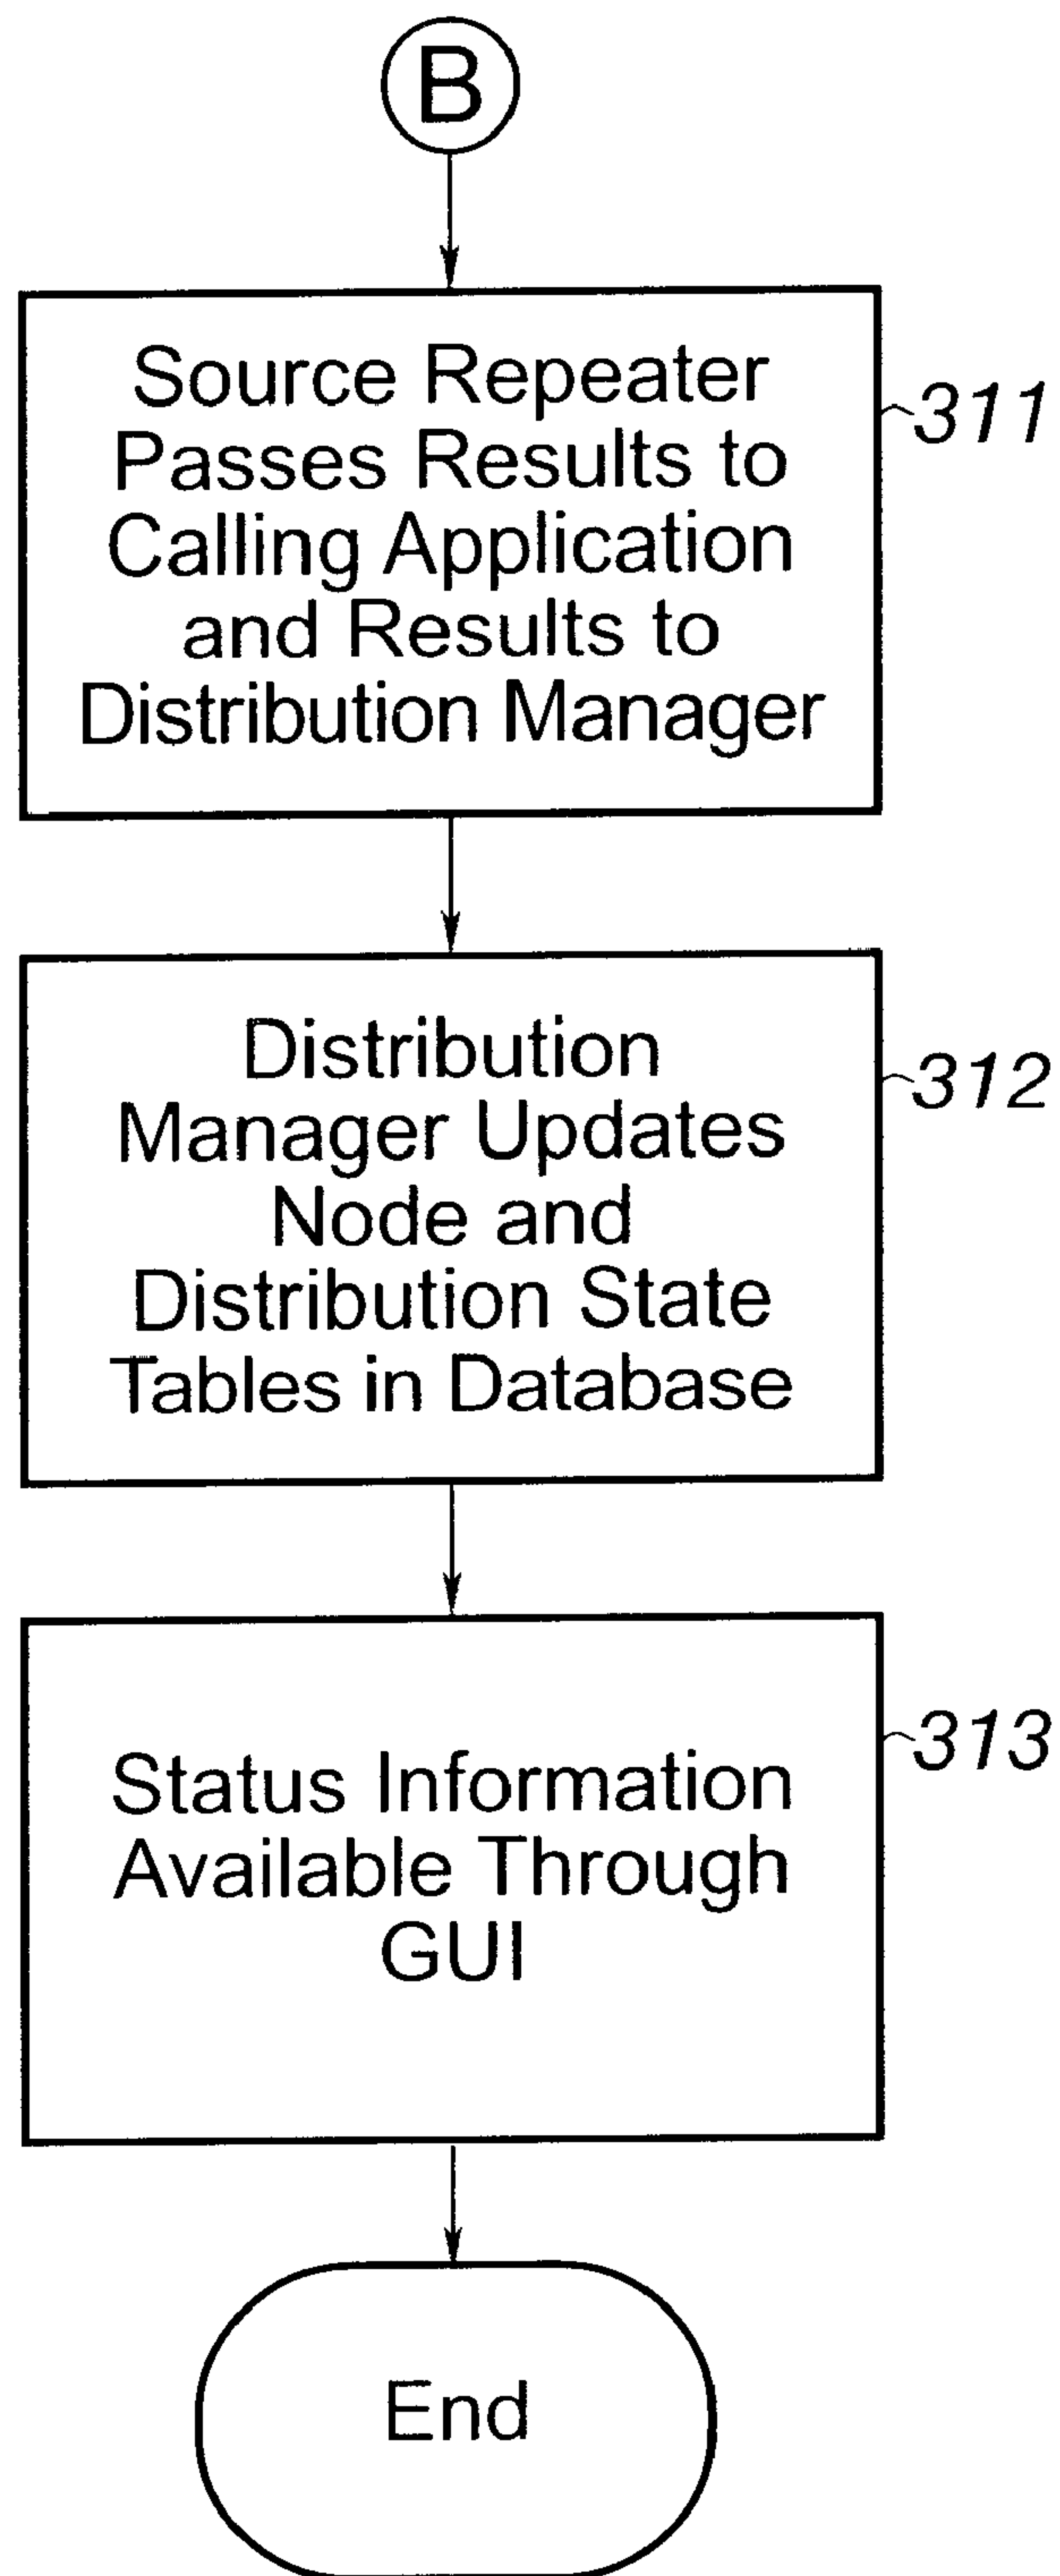 B
Source Repeater
Passes Results to
Calling Application
and Results to
Distribution Manager
311
Distribution
Manager Updates
Node and
Distribution State
Tables in Database
312
Status Information
Available Through
GUI
313
End